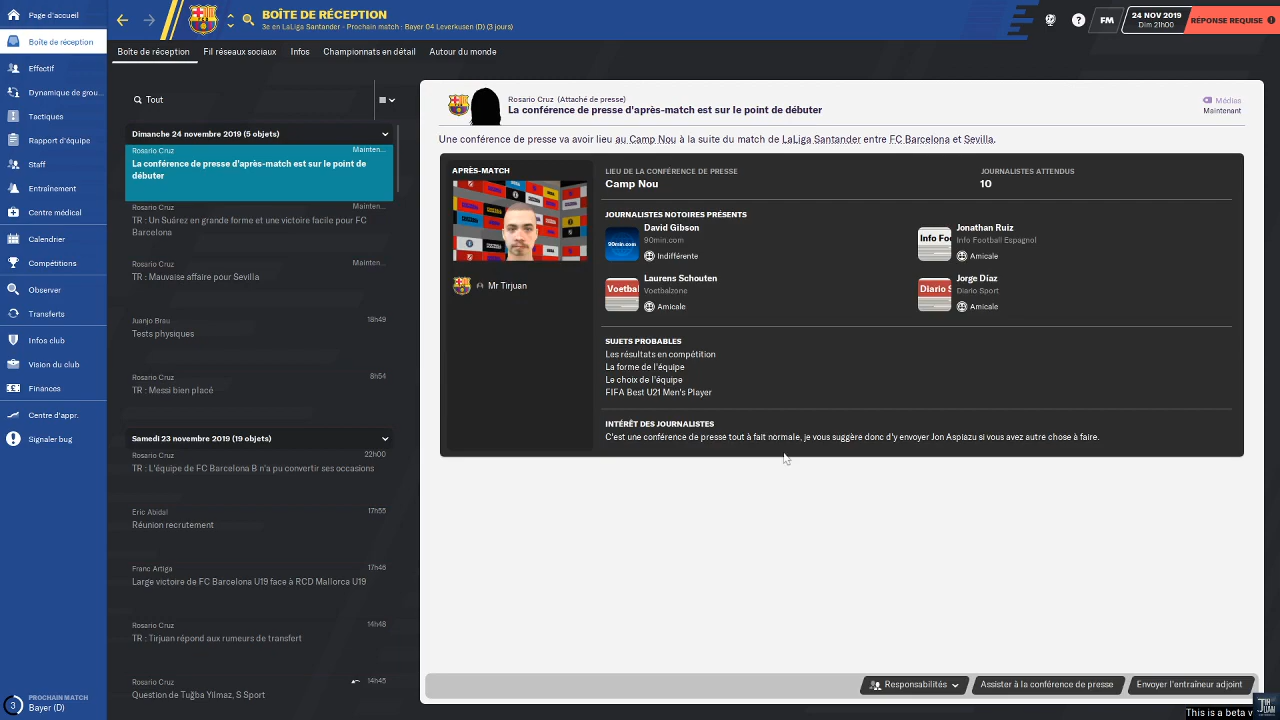 Page d'accueil
BOÎTE DE RÉCEPTION
3e en LaLiga Santander - Prochain match : Bayer 04 Leverkusen (D) (3 jours)
FM
24 NOV 2019
Dim 21h00
RÉPONSE REQUISE
Boîte de réception
Effectif
Dynamique de grou...
Tactiques
Rapport d'équipe
Staff
Entraînement
Centre médical
Calendrier
Compétitions
Observer
Transferts
Infos club
Vision du club
Finances
Centre d'appr.
Signaler bug
3
PROCHAIN MATCH
Bayer (D)
Boîte de réception
Fil réseaux sociaux
Infos
Championnats en détail
Autour du monde
Tout
Dimanche 24 novembre 2019 (5 objets)
Rosario Cruz
Mainten...
La conférence de presse d'après-match est sur le point de
débuter
Rosario Cruz
Mainten...
TR : Un Suárez en grande forme et une victoire facile pour FC
Barcelona
Rosario Cruz
Mainten...
TR : Mauvaise affaire pour Sevilla
Juanjo Brau
18h49
Tests physiques
Rosario Cruz
8h54
TR : Messi bien placé
Samedi 23 novembre 2019 (19 objets)
Rosario Cruz
22h00
TR : L'équipe de FC Barcelona B n'a pu convertir ses occasions
Eric Abidal
17h55
Réunion recrutement
Franc Artiga
17h46
Large victoire de FC Barcelona U19 face à RCD Mallorca U19
Rosario Cruz
14h48
TR : Tirjuan répond aux rumeurs de transfert
Rosario Cruz
14h45
Question de Tuğba Yilmaz, S Sport
Rosario Cruz (Attaché de presse)
La conférence de presse d'après-match est sur le point de débuter
Médias
Maintenant
Une conférence de presse va avoir lieu au Camp Nou à la suite du match de LaLiga Santander entre FC Barcelona et Sevilla.
APRÈS-MATCH
Mr Tirjuan
LIEU DE LA CONFÉRENCE DE PRESSE
Camp Nou
JOURNALISTES ATTENDUS
10
JOURNALISTES NOTOIRES PRÉSENTS
90min.com
David Gibson
90min.com
Indifférente
Info Fo
Jonathan Ruiz
Info Football Espagnol
Amicale
Voetbal
Laurens Schouten
Voetbalzone
Amicale
Diario S
Jorge Díaz
Diario Sport
Amicale
SUJETS PROBABLES
Les résultats en compétition
La forme de l'équipe
Le choix de l'équipe
FIFA Best U21 Men's Player
INTÉRÊT DES JOURNALISTES
C'est une conférence de presse tout à fait normale, je vous suggère donc d'y envoyer Jon Aspiazu si vous avez autre chose à faire.
Responsabilités
Assister à la conférence de presse
Envoyer l'entraîneur adjoint
This is a beta v